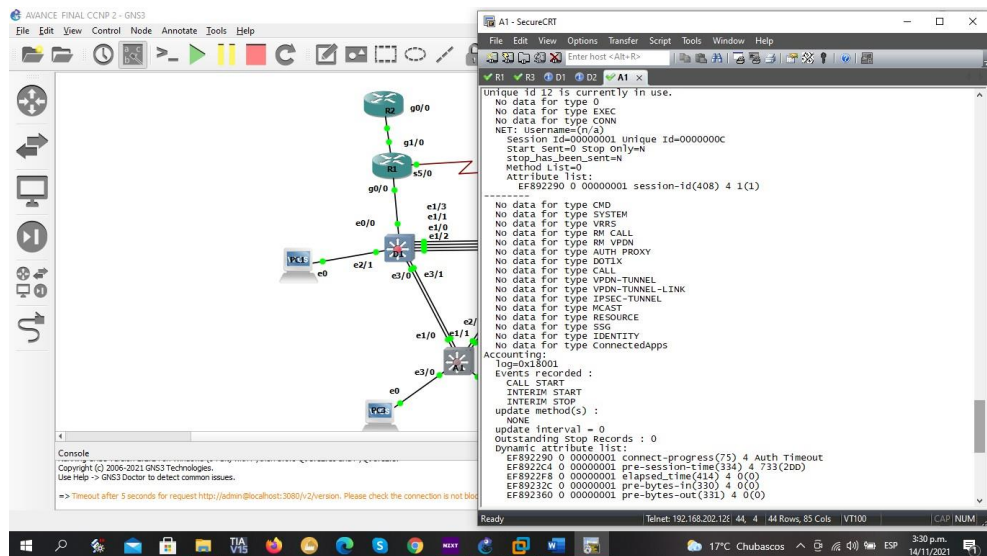 AVANCE FINAL CCNP 2 - GNS3
File Edit View Control Node Annotate Tools Help
R2
g0/0
g1/0
R1
s5/0
g0/0
e1/3
e1/1
e0/0
e1/0
e1/2
D1
PC1
e0
e2/1
e3/0
e3/1
e2/
e1/0
e1/1
e3/0
A1
e0
PC3
Console
Copyright (c) 2006-2021 GNS3 Technologies.
Use Help -> GNS3 Doctor to detect common issues.
=> Timeout after 5 seconds for request http://admin@localhost:3080/v2/version. Please check the connection is not bloc
A1 - SecureCRT
File Edit View Options Transfer Script Tools Window Help
Enter host <Alt+R>
R1 R3 D1 D2 A1
Unique id 12 is currently in use.
No data for type 0
No data for type EXEC
No data for type CONN
NET: Username=(n/a)
Session Id=00000001 Unique Id=0000000C
Start Sent=0 Stop Only=N
stop_has_been_sent=N
Method List=0
Attribute list:
EF892290 0 00000001 session-id(408) 4 1(1)
--------
No data for type CMD
No data for type SYSTEM
No data for type VRRS
No data for type RM CALL
No data for type RM VPDN
No data for type AUTH PROXY
No data for type DOT1X
No data for type CALL
No data for type VPDN-TUNNEL
No data for type VPDN-TUNNEL-LINK
No data for type IPSEC-TUNNEL
No data for type MCAST
No data for type RESOURCE
No data for type SSG
No data for type IDENTITY
No data for type ConnectedApps
Accounting:
log=0x18001
Events recorded :
CALL START
INTERIM START
INTERIM STOP
update method(s) :
NONE
update interval = 0
Outstanding Stop Records : 0
Dynamic attribute list:
EF892290 0 00000001 connect-progress(75) 4 Auth Timeout
EF8922C4 0 00000001 pre-session-time(334) 4 733(2DD)
EF8922F8 0 00000001 elapsed_time(414) 4 0(0)
EF89232C 0 00000001 pre-bytes-in(330) 4 0(0)
EF892360 0 00000001 pre-bytes-out(331) 4 0(0)
Ready
Telnet: 192.168.202.128 44, 4 44 Rows, 85 Cols VT100 CAP NUM
TIA V15
MZXT
17°C Chubascos
ESP
3:30 p.m.
14/11/2021